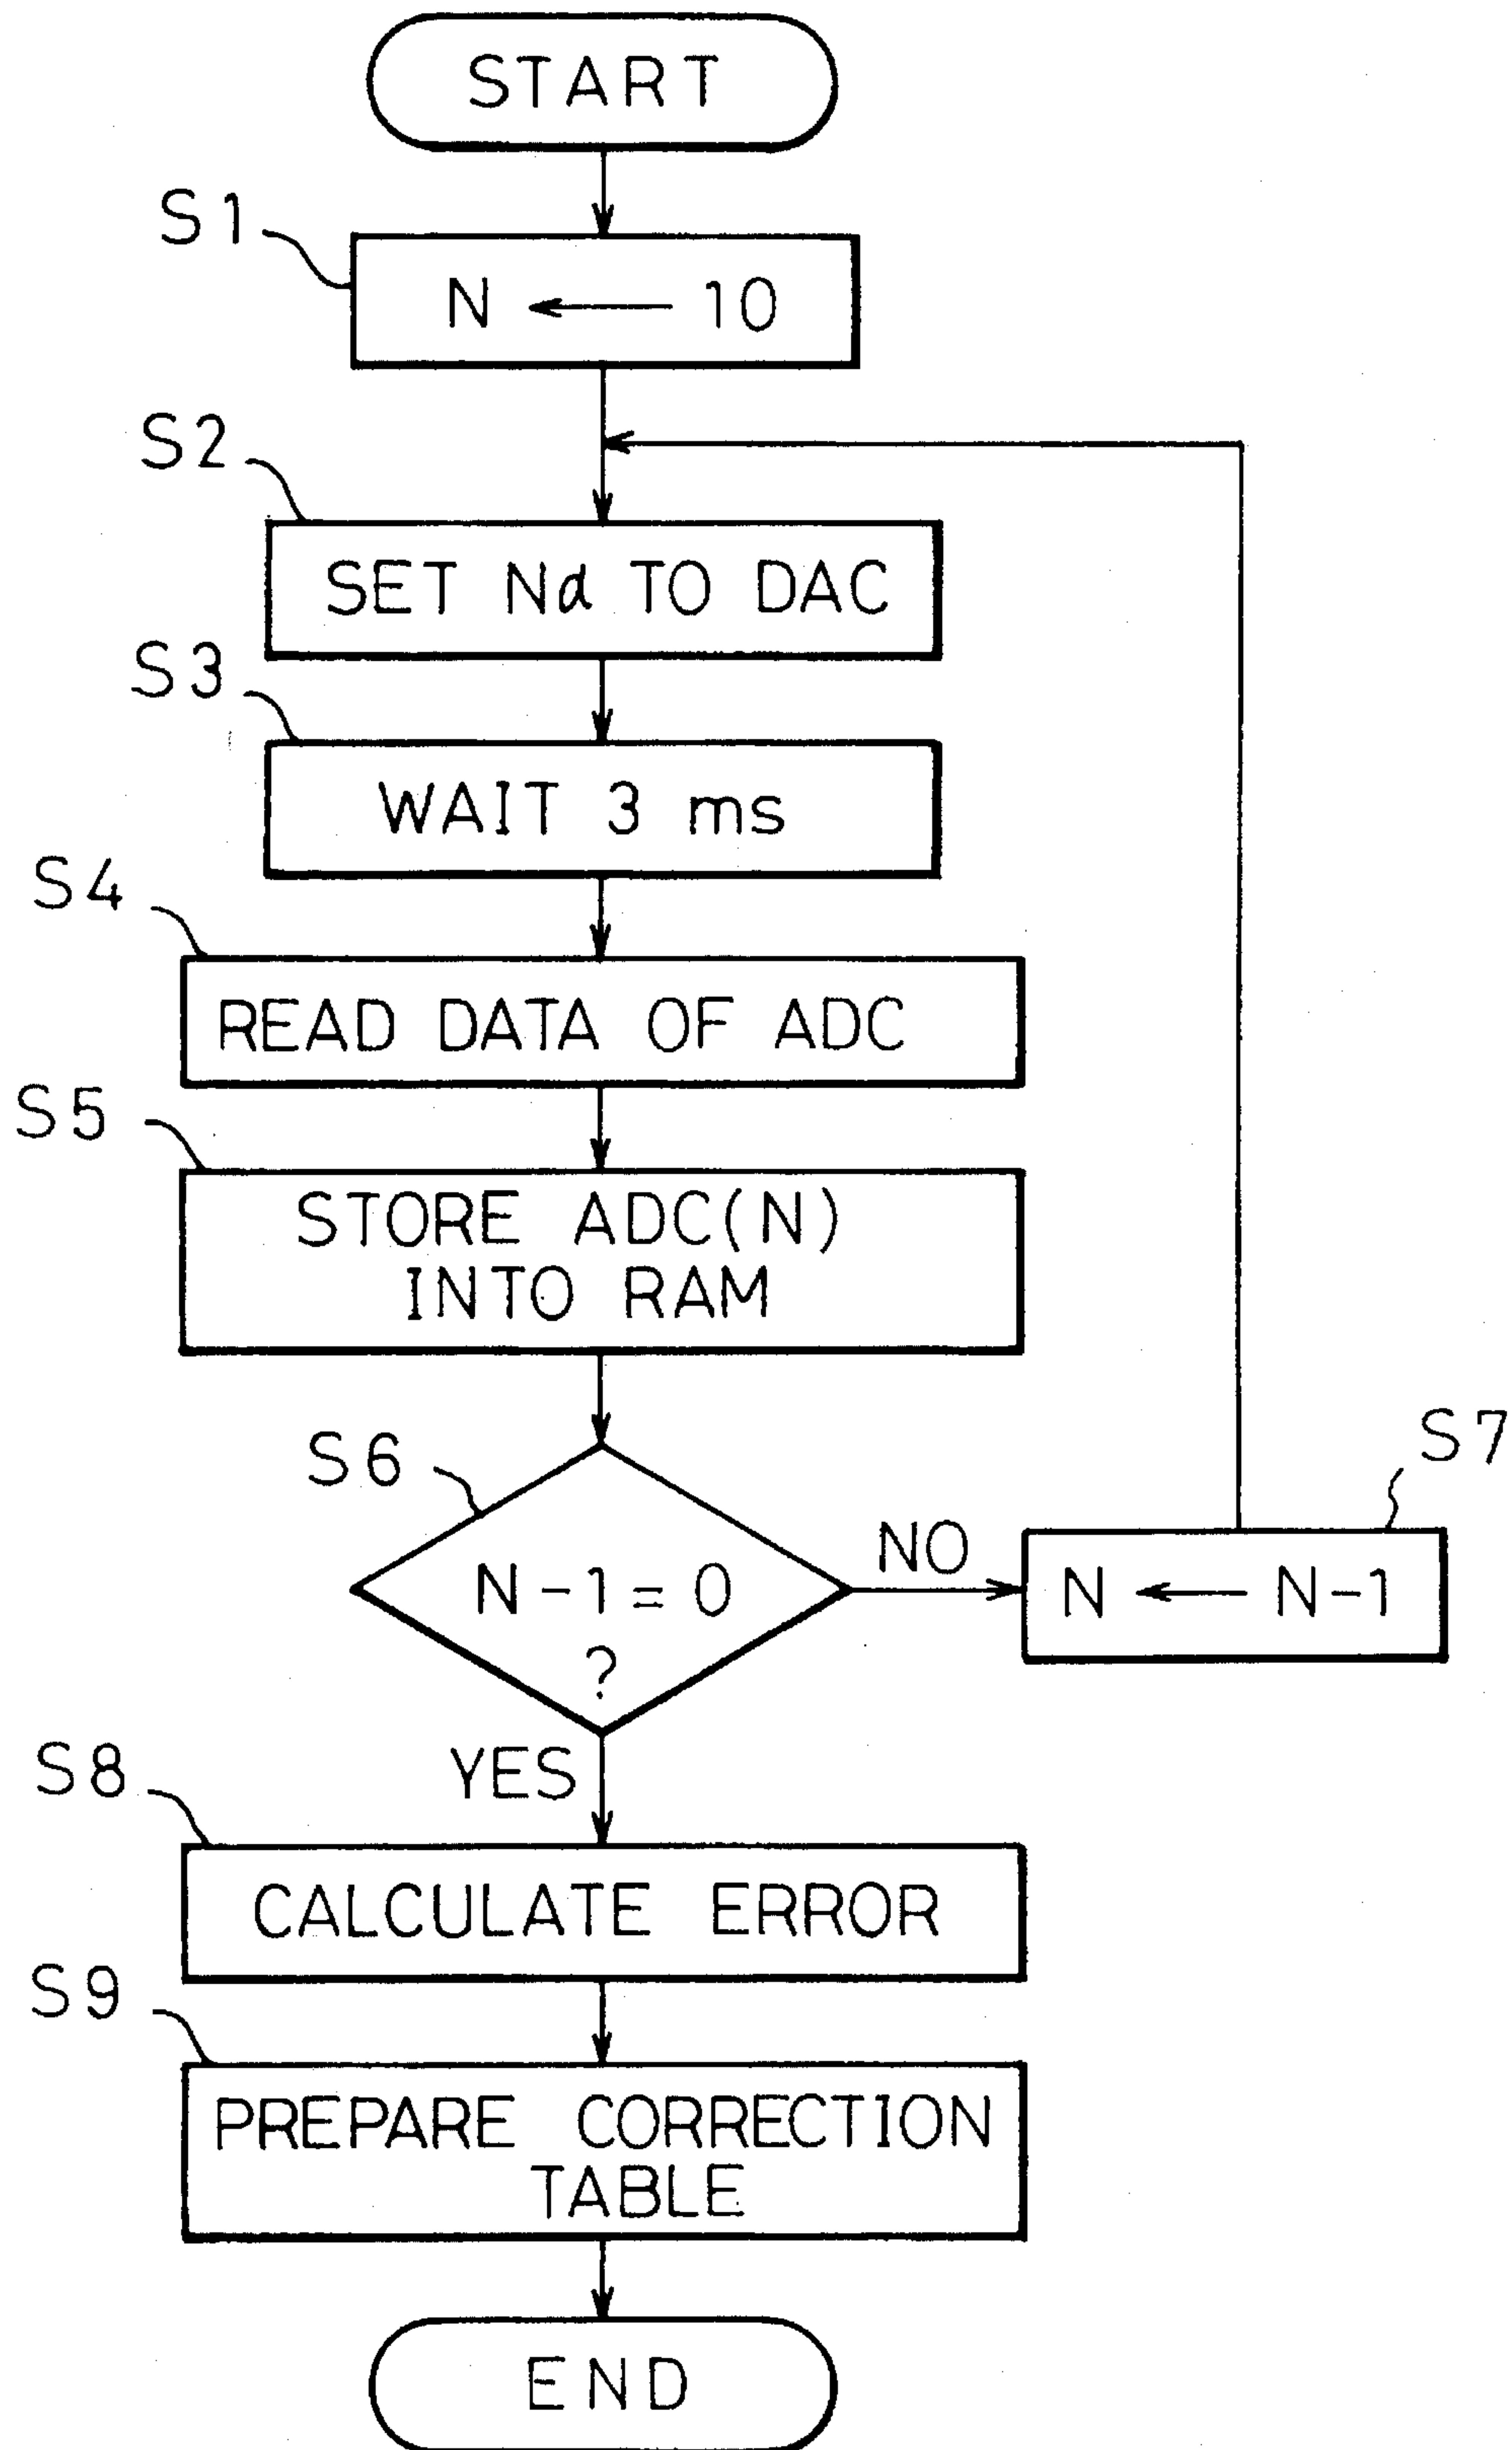 START
S1
N ← 10
S2
SET Nα TO DAC
S3
WAIT 3 ms
S4
READ DATA OF ADC
S5
STORE ADC(N)
INTO RAM
S6
N-1=0
?
NO
S7
N ← N-1
YES
S8
CALCULATE ERROR
S9
PREPARE CORRECTION
TABLE
END